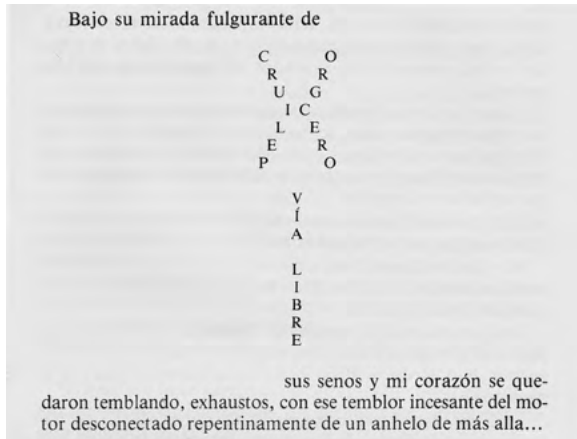 Bajo su mirada fulgurante de
C O
R R
U G
I C
L E
E R
P O
V
Í
A
L
I
B
R
E
sus senos y mi corazón se que-
daron temblando, exhaustos, con ese temblor incesante del mo-
tor desconectado repentinamente de un anhelo de más alla...